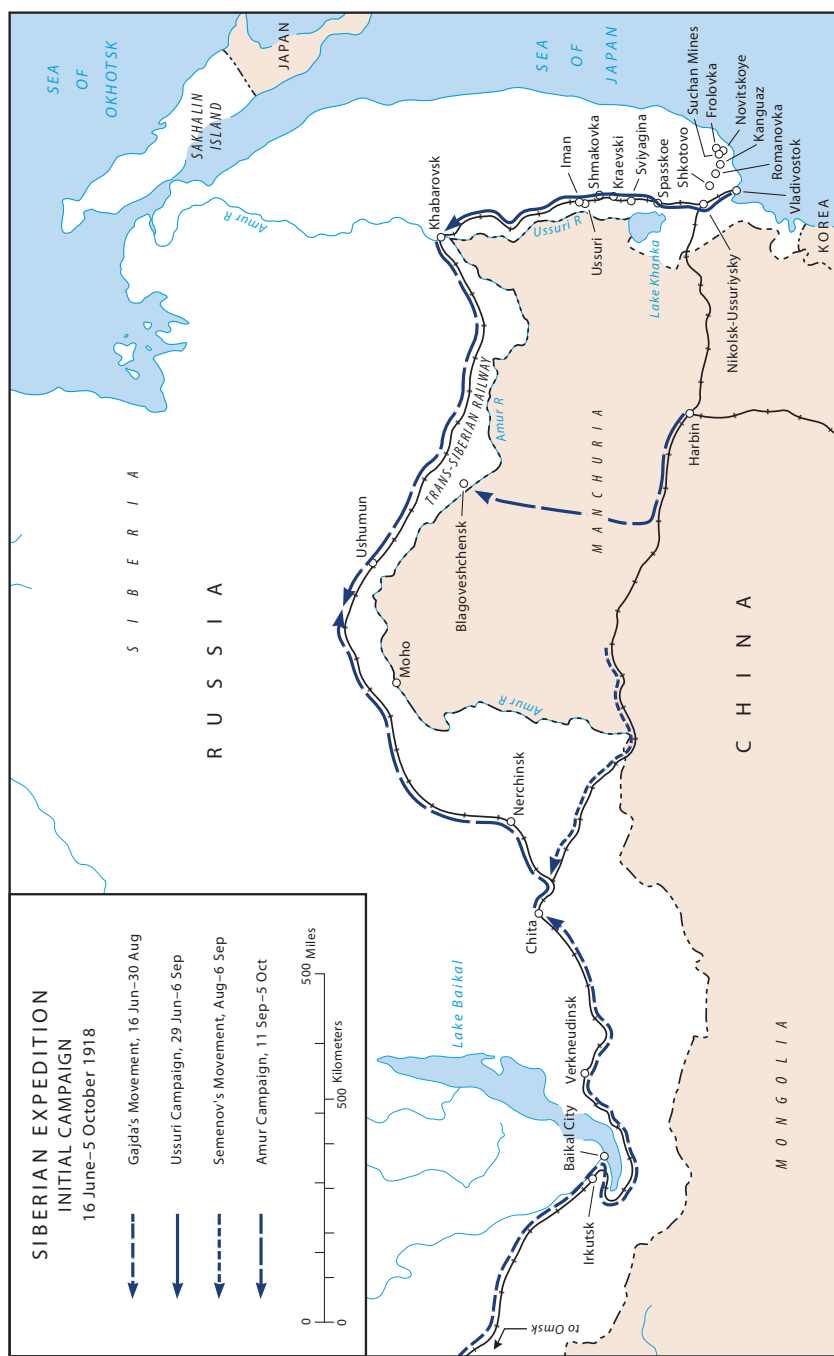 SIBERIAN EXPEDITION
INITIAL CAMPAIGN
16 June–5 October 1918
Gajda's Movement, 16 Jun–30 Aug
Ussuri Campaign, 29 Jun–6 Sep
Semenov's Movement, Aug–6 Sep
Amur Campaign, 11 Sep–5 Oct
0
500 Miles
0
500 Kilometers
SEA
OF
OKHOTSK
SAKHALIN
ISLAND
JAPAN
SEA
OF
JAPAN
SIBERIA
RUSSIA
Amur R
Khabarovsk
Ushumun
TRANS-SIBERIAN RAILWAY
Amur R
Moho
Blagoveshchensk
Nerchinsk
Amur R
Chita
Lake Baikal
Verkneudinsk
Baikal City
Irkutsk
to Omsk
MONGOLIA
CHINA
MANCHURIA
Harbin
Nikolsk-Ussuriysky
Lake Khanka
Ussuri R
Ussuri
Iman
Shmakovka
Kraevski
Sviyagina
Spasskoe
Shkotovo
Suchan Mines
Frolovka
Novitskoye
Kanguaz
Romanovka
Vladivostok
KOREA